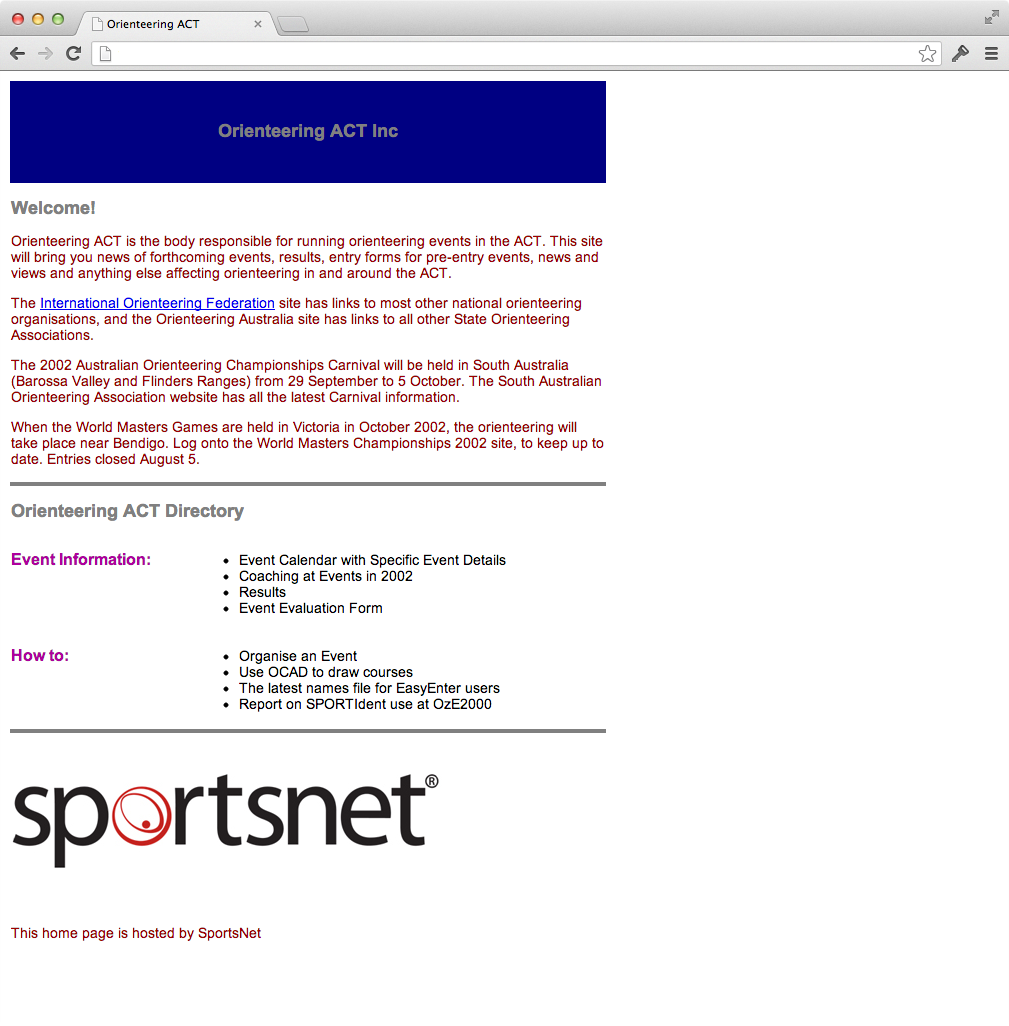 Orienteering ACT
Orienteering ACT Inc
Welcome!
Orienteering ACT is the body responsible for running orienteering events in the ACT. This site
will bring you news of forthcoming events, results, entry forms for pre-entry events, news and
views and anything else affecting orienteering in and around the ACT.
The International Orienteering Federation site has links to most other national orienteering
organisations, and the Orienteering Australia site has links to all other State Orienteering
Associations.
The 2002 Australian Orienteering Championships Carnival will be held in South Australia
(Barossa Valley and Flinders Ranges) from 29 September to 5 October. The South Australian
Orienteering Association website has all the latest Carnival information.
When the World Masters Games are held in Victoria in October 2002, the orienteering will
take place near Bendigo. Log onto the World Masters Championships 2002 site, to keep up to
date. Entries closed August 5.
Orienteering ACT Directory
Event Information:
• Event Calendar with Specific Event Details
• Coaching at Events in 2002
• Results
• Event Evaluation Form
How to:
• Organise an Event
• Use OCAD to draw courses
• The latest names file for EasyEnter users
• Report on SPORTIdent use at OzE2000
sportsnet®
This home page is hosted by SportsNet